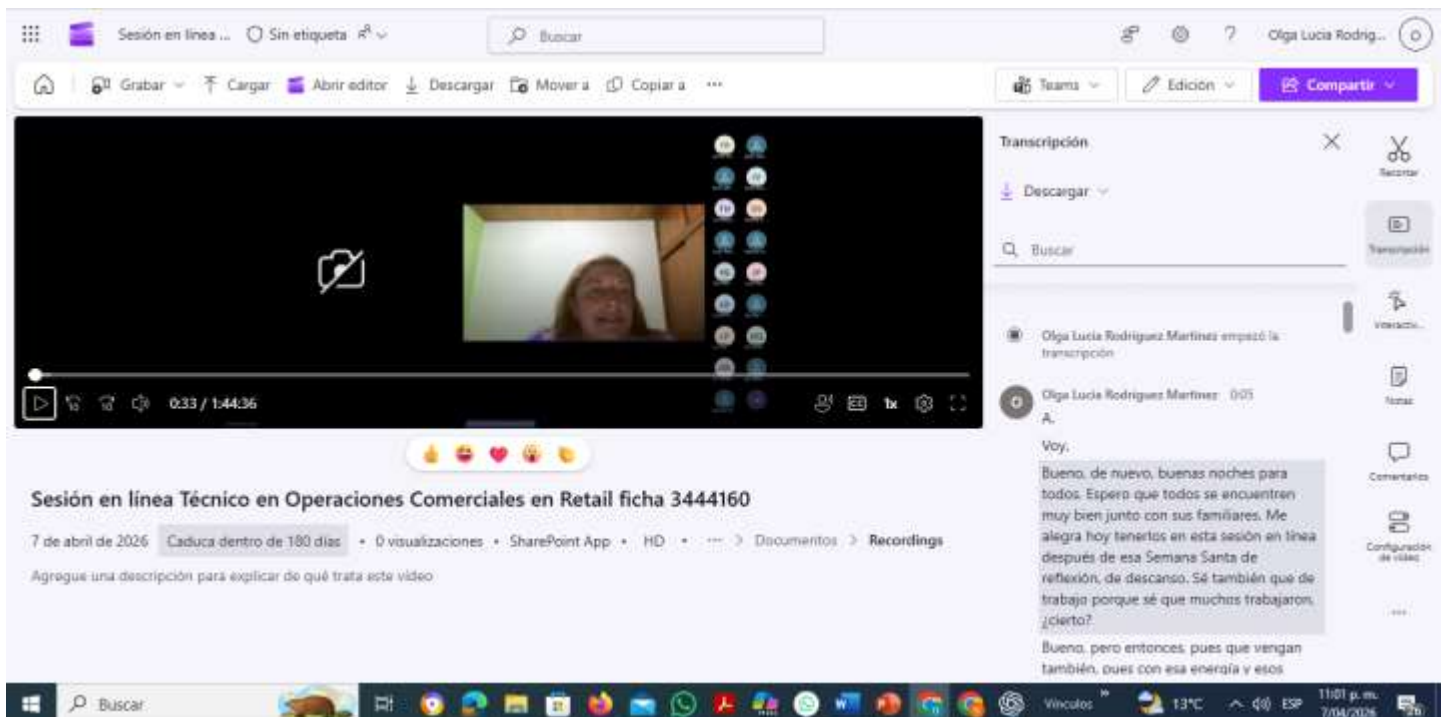 Sesión en línea ... Sin etiqueta
Buscar
Olga Lucia Rodrig...
Grabar Cargar Abrir editor Descargar Mover a Copiar a ...
Teams Edición Compartir
Transcripción
Descargar
Buscar
Olga Lucia Rodriguez Martinez empezó la
transcripción
Olga Lucia Rodriguez Martinez 0:05
A.
Voy.
Bueno, de nuevo, buenas noches para
todos. Espero que todos se encuentren
muy bien junto con sus familiares. Me
alegra hoy tenerlos en esta sesión en línea
después de esa Semana Santa de
reflexión, de descanso. Sé también que de
trabajo porque sé que muchos trabajaron,
¿cierto?
Bueno, pero entonces, pues que vengan
también, pues con esa energía y esos
Recortar
Transcripción
Interactiv...
Notas
Comentarios
Configuración
de vídeo
0:33 / 1:44:36
1x
Sesión en línea Técnico en Operaciones Comerciales en Retail ficha 3444160
7 de abril de 2026 Caduca dentro de 180 días • 0 visualizaciones • SharePoint App • HD • ... > Documentos > Recordings
Agregue una descripción para explicar de qué trata este vídeo
Buscar
Vínculos
13°C
ESP
11:01 p. m.
7/04/2026